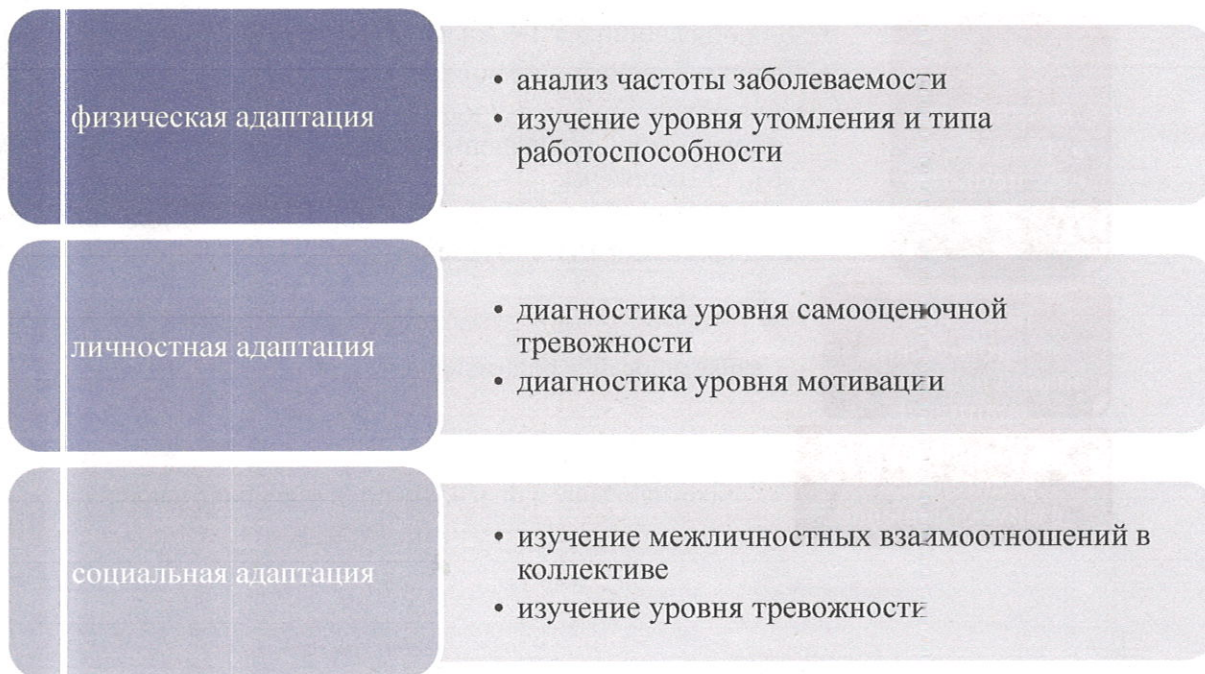 физическая адаптация
• анализ частоты заболеваемости
• изучение уровня утомления и типа
работоспособности
личностная адаптация
• диагностика уровня самооценочной
тревожности
• диагностика уровня мотивации
социальная адаптация
• изучение межличностных взаимоотношений в
коллективе
• изучение уровня тревожности